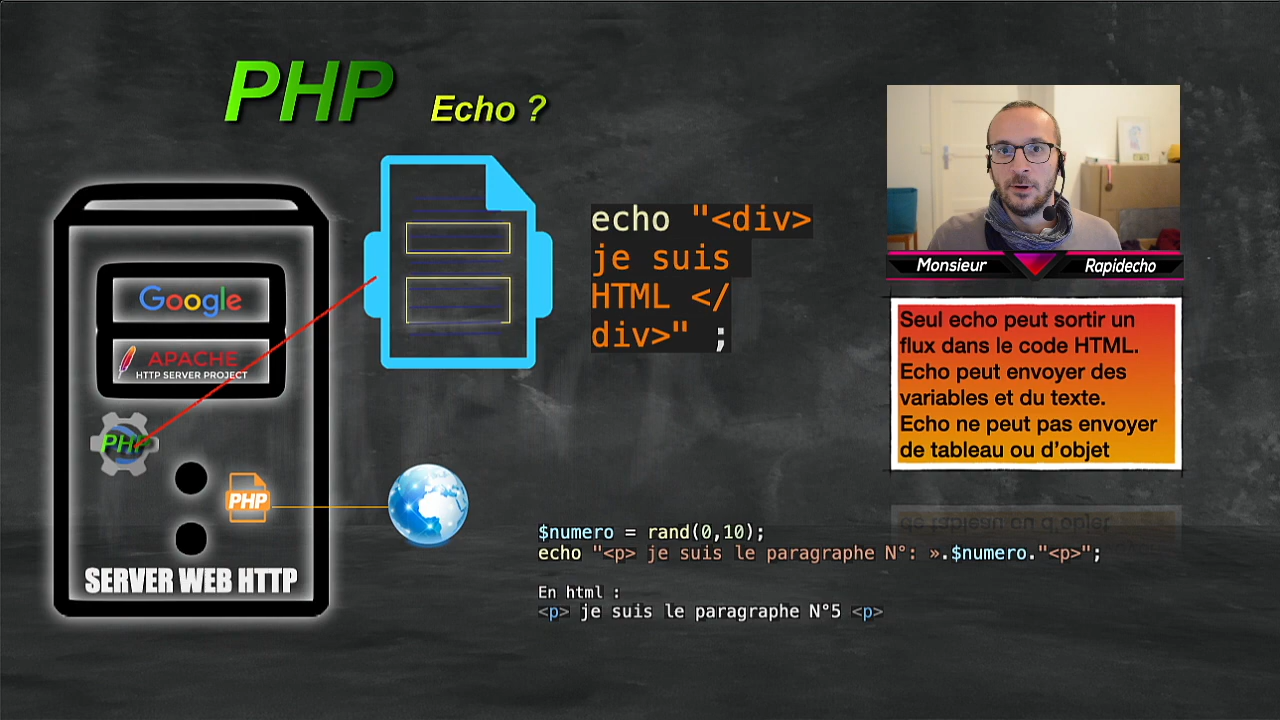 PHP Echo ?
Google
APACHE
HTTP SERVER PROJECT
PHP
PHP
SERVER WEB HTTP
echo "<div>
je suis
HTML </
div>" ;
Monsieur Rapidecho
Seul echo peut sortir un
flux dans le code HTML.
Echo peut envoyer des
variables et du texte.
Echo ne peut pas envoyer
de tableau ou d’objet
$numero = rand(0,10);
echo "<p> je suis le paragraphe N°: ».$numero."<p>";
En html :
<p> je suis le paragraphe N°5 <p>